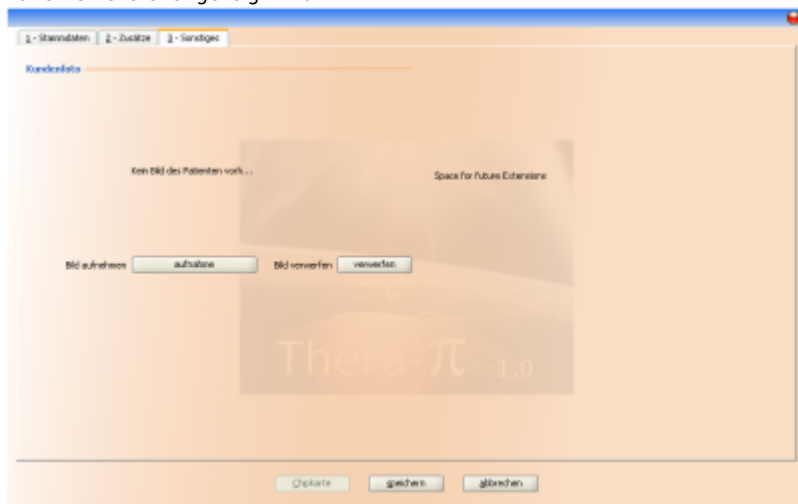 1 - Stammdaten 2 - Zusätze 3 - Sonstiges
Kundenfoto
Kein Bild des Patienten vorh...
Space for future Extensions
Bild aufnehmen aufnahme Bild verwerfen verwerfen
Thera-π 1.0
Chipkarte speichern abbrechen